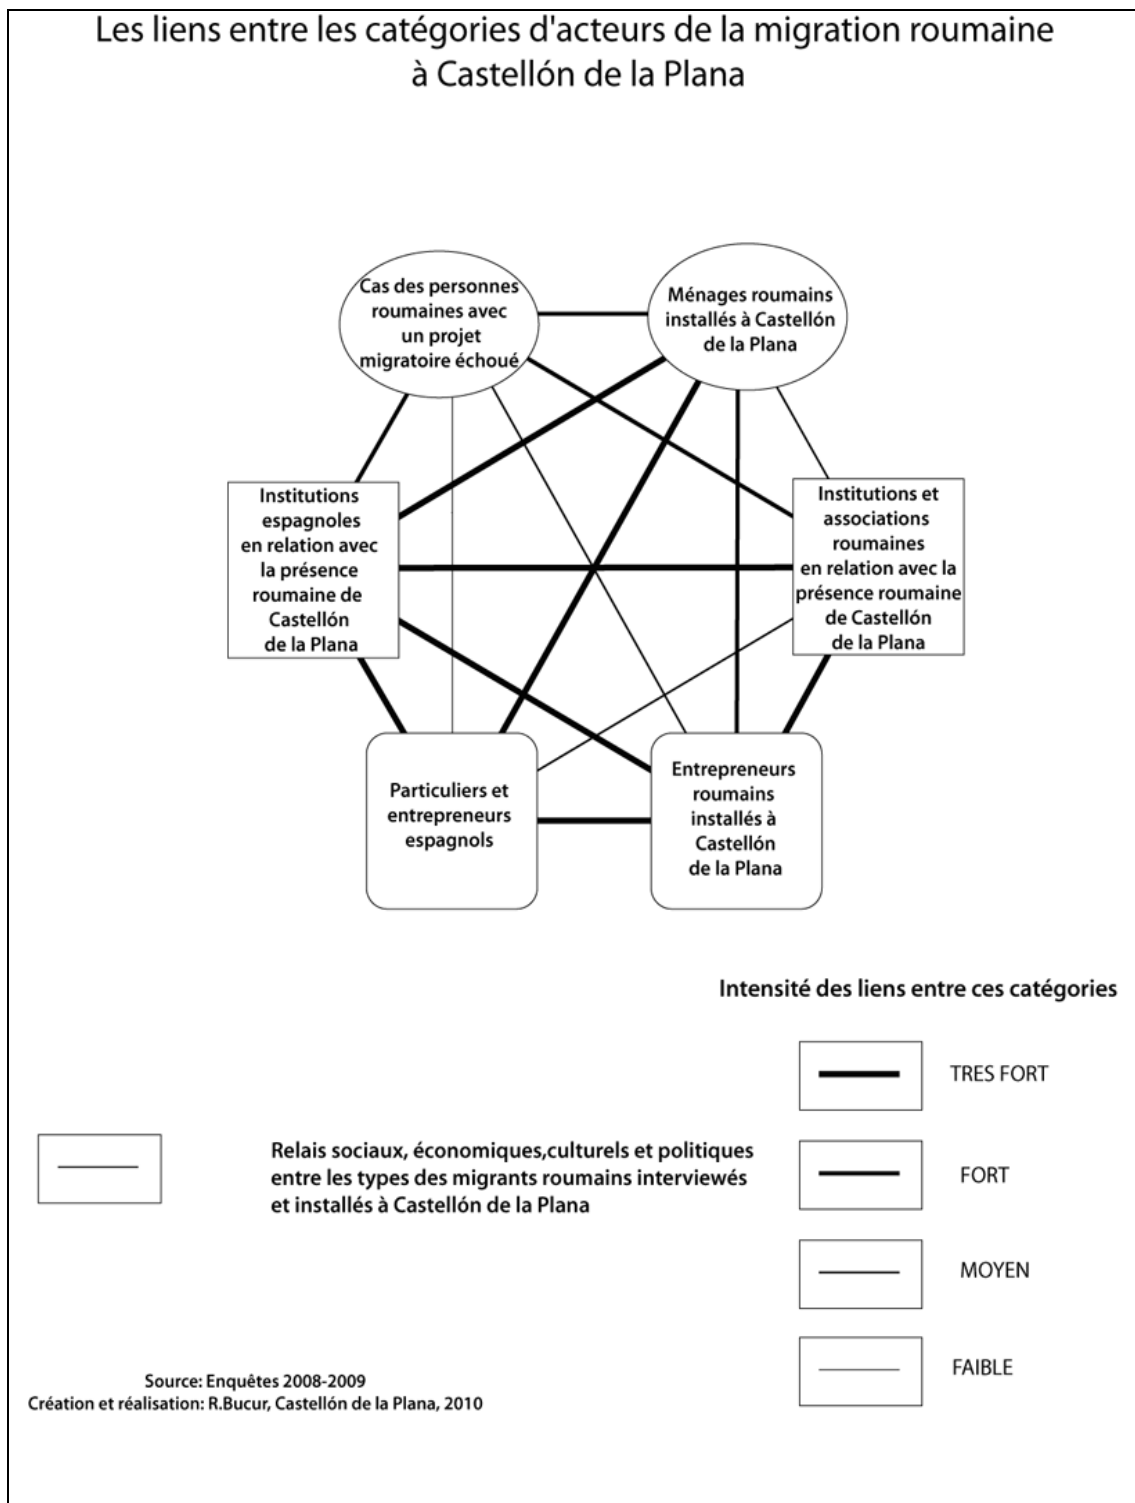 Les liens entre les catégories d'acteurs de la migration roumaine
à Castellón de la Plana
Cas des personnes
roumaines avec
un projet
migratoire échoué
Ménages roumains
installés à Castellón
de la Plana
Institutions
espagnoles
en relation avec
la présence
roumaine de
Castellón
de la Plana
Institutions et
associations
roumaines
en relation avec la
présence roumaine
de Castellón
de la Plana
Particuliers et
entrepreneurs
espagnols
Entrepreneurs
roumains
installés à
Castellón
de la Plana
Intensité des liens entre ces catégories
TRES FORT
FORT
MOYEN
FAIBLE
Relais sociaux, économiques,culturels et politiques
entre les types des migrants roumains interviewés
et installés à Castellón de la Plana
Source: Enquêtes 2008-2009
Création et réalisation: R.Bucur, Castellón de la Plana, 2010